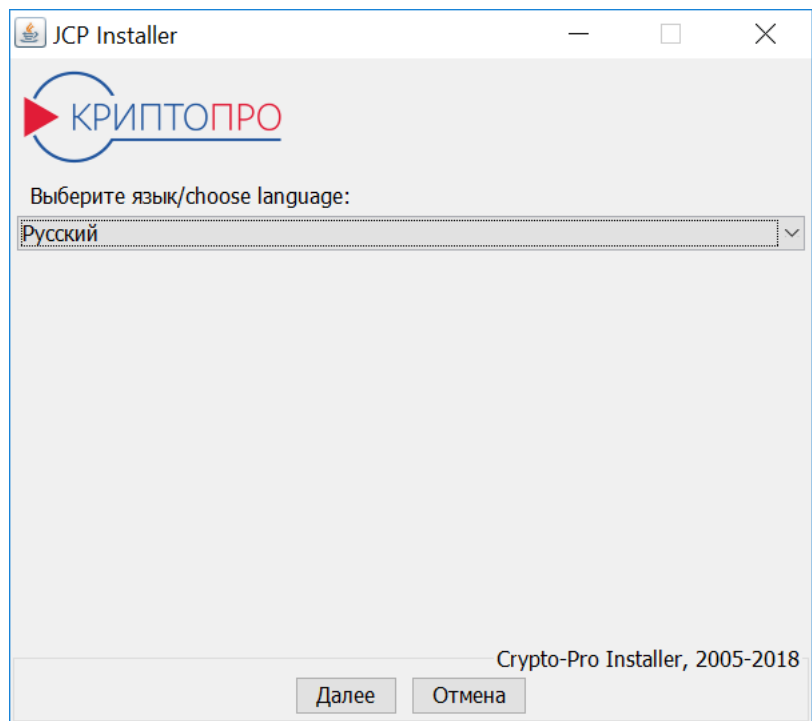 JCP Installer
КРИПТОПРО
Выберите язык/choose language:
Русский
Crypto-Pro Installer, 2005-2018
Далее
Отмена